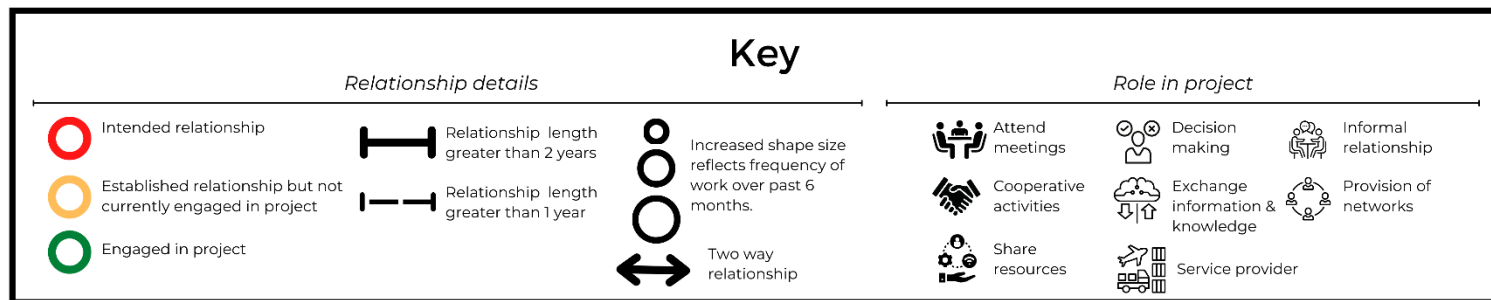 Key
Relationship details
Intended relationship
Established relationship but not
currently engaged in project
Engaged in project
Relationship length
greater than 2 years
Relationship length
greater than 1 year
Increased shape size
reflects frequency of
work over past 6
months.
Two way
relationship
Role in project
Attend
meetings
Decision
making
Informal
relationship
Cooperative
activities
Exchange
information &
knowledge
Provision of
networks
Share
resources
Service provider